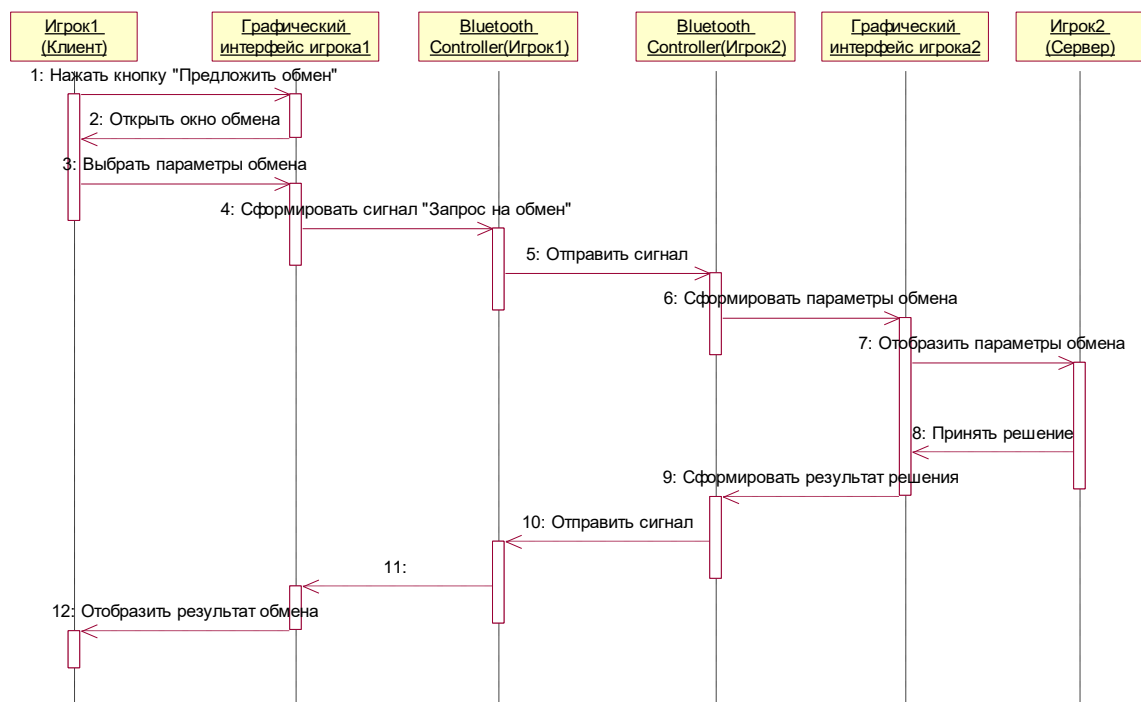 Игрок1
(Клиент)
Графический
интерфейс игрока1
Bluetooth
Controller(Игрок1)
Bluetooth
Controller(Игрок2)
Графический
интерфейс игрока2
Игрок2
(Сервер)
1: Нажать кнопку "Предложить обмен"
2: Открыть окно обмена
3: Выбрать параметры обмена
4: Сформировать сигнал "Запрос на обмен"
5: Отправить сигнал
6: Сформировать параметры обмена
7: Отобразить параметры обмена
8: Принять решение
9: Сформировать результат решения
10: Отправить сигнал
11:
12: Отобразить результат обмена